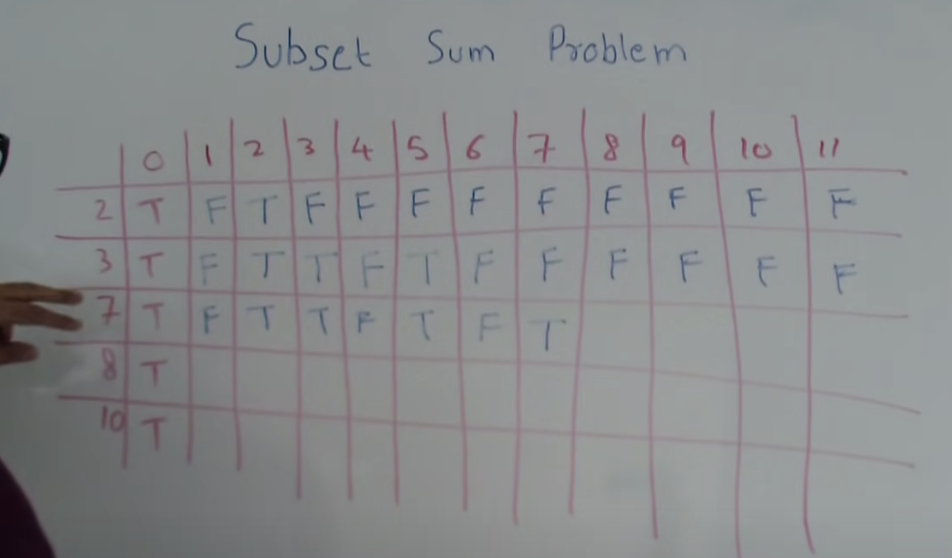 Subset Sum Problem
0 1 2 3 4 5 6 7 8 9 10 11
2 T F T F F F F F F F F F
3 T F T T F T F F F F F F
7 T F T T F T F T
8 T
10 T